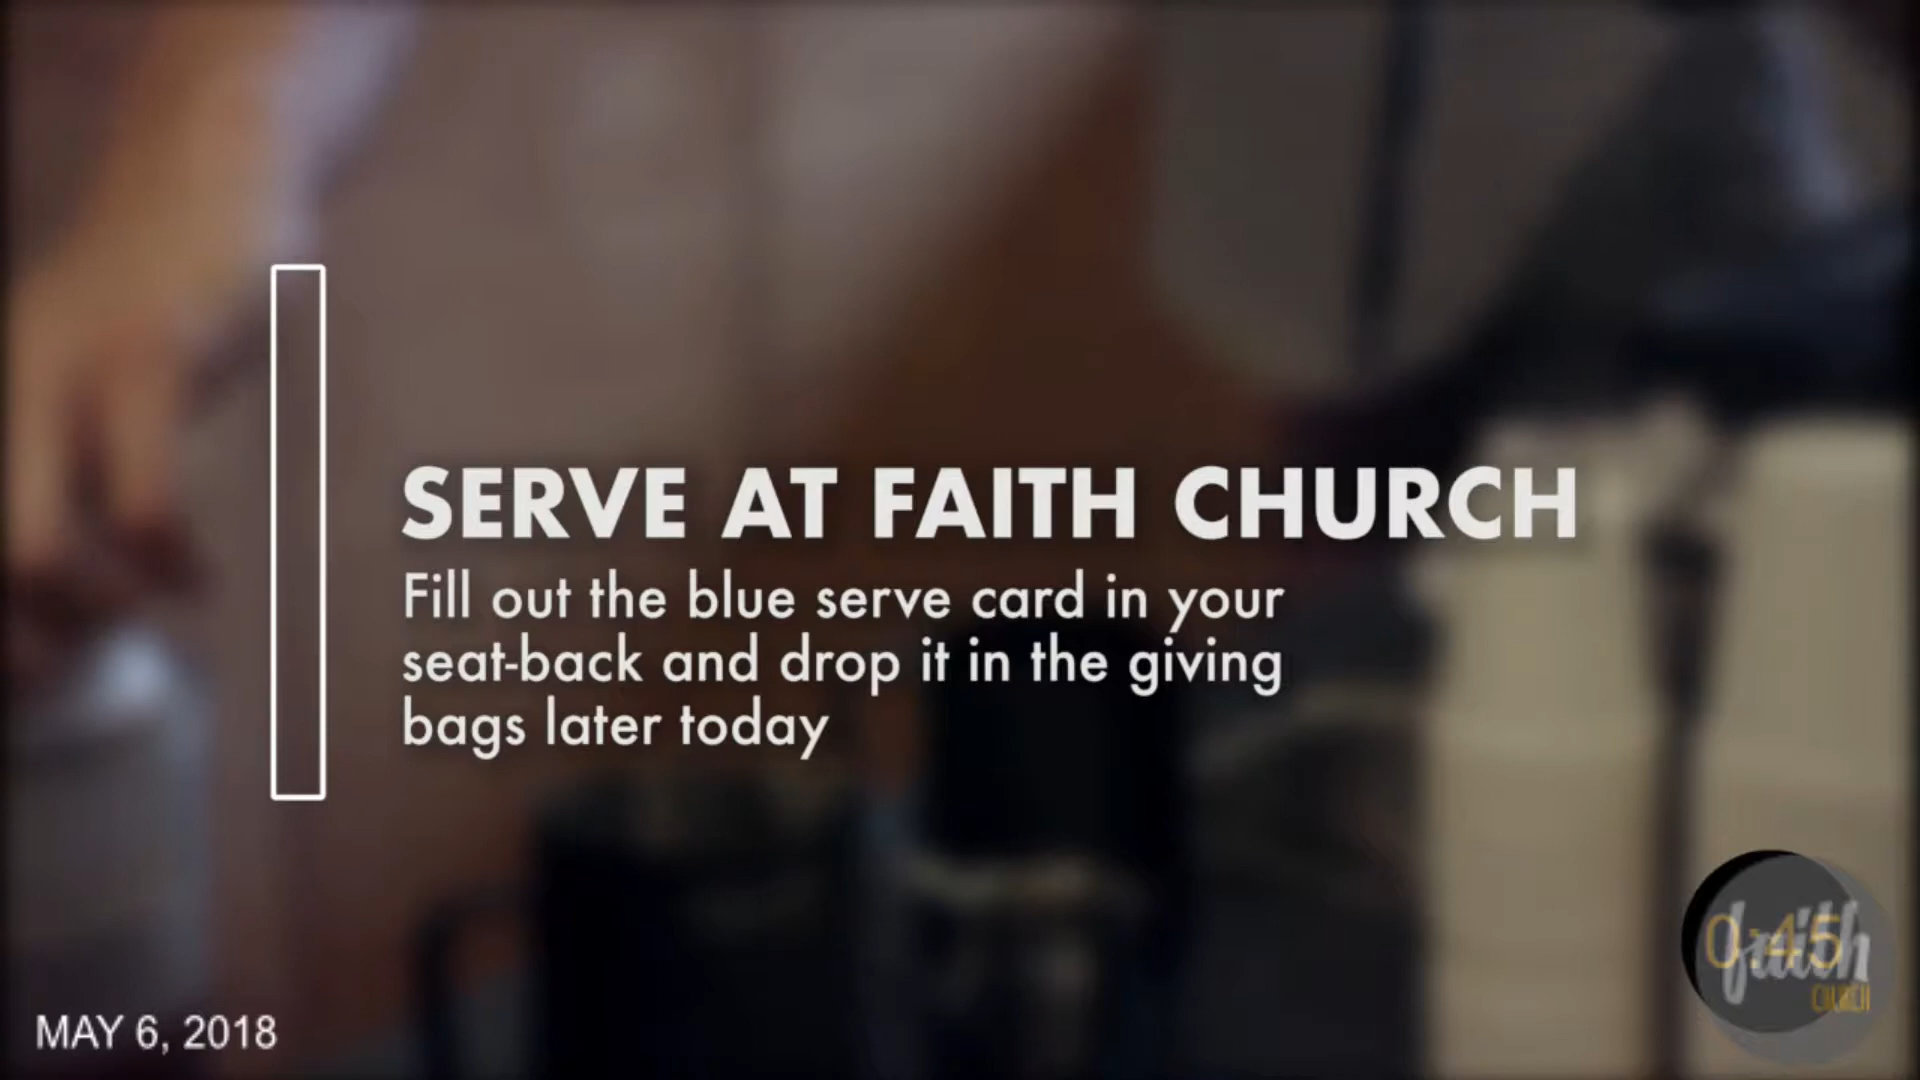 SERVE AT FAITH CHURCH
Fill out the blue serve card in your
seat-back and drop it in the giving
bags later today
MAY 6, 2018
0:45
faith
CHURCH